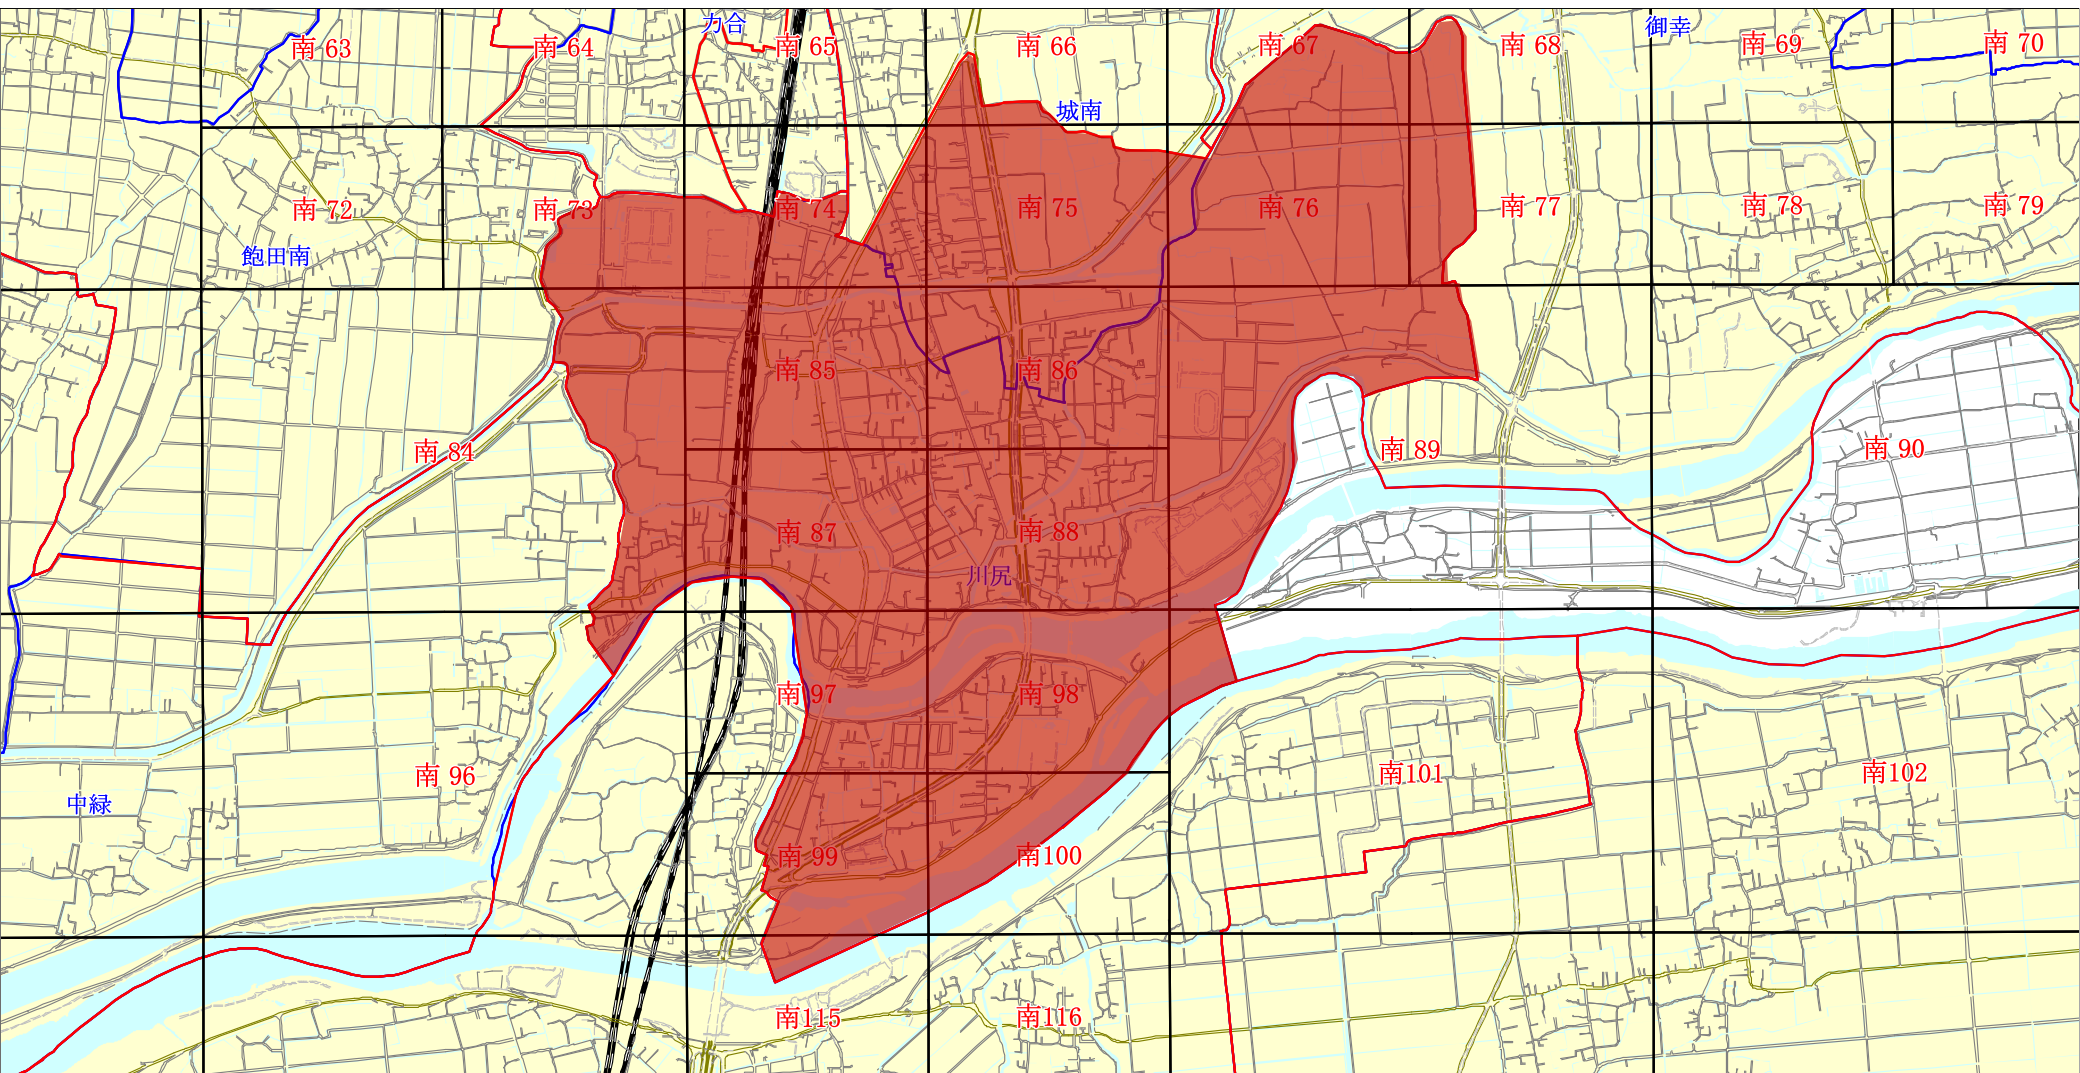 力合
御幸
南 63
南 64
南 65
南 66
南 67
南 68
南 69
南 70
城南
南 72
南 73
南 74
南 75
南 76
南 77
南 78
南 79
飽田南
南 85
南 86
南 84
南 89
南 90
南 87
南 88
川尻
南 97
南 98
南 96
南101
南102
中緑
南 99
南100
南115
南116